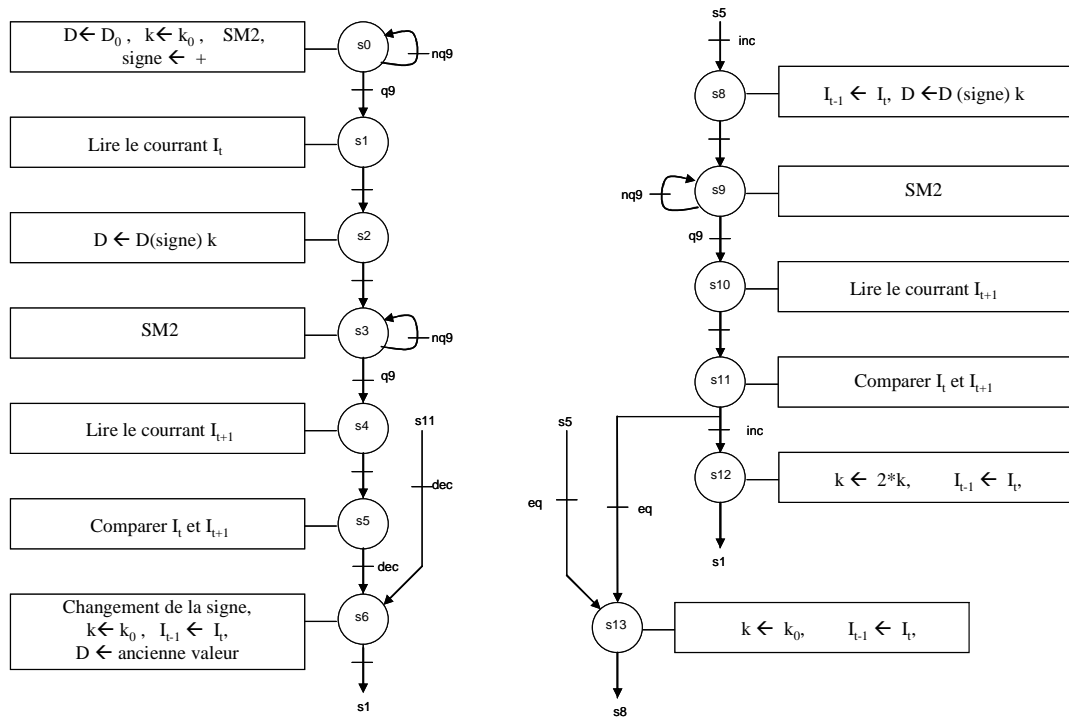 D← D0 , k← k0 , SM2,
signe ← +
s0
nq9
q9
Lire le courrant It
s1
D ← D(signe) k
s2
SM2
s3
nq9
q9
Lire le courrant It+1
s4
s11
dec
Comparer It et It+1
s5
dec
Changement de la signe,
k← k0 , It-1 ← It,
D ← ancienne valeur
s6
s1
s5
inc
s8
It-1 ← It, D ←D (signe) k
nq9
s9
SM2
q9
s10
Lire le courrant It+1
s11
Comparer It et It+1
s5
inc
eq
eq
s12
k ← 2*k, It-1 ← It,
s1
s13
k ← k0, It-1 ← It,
s8